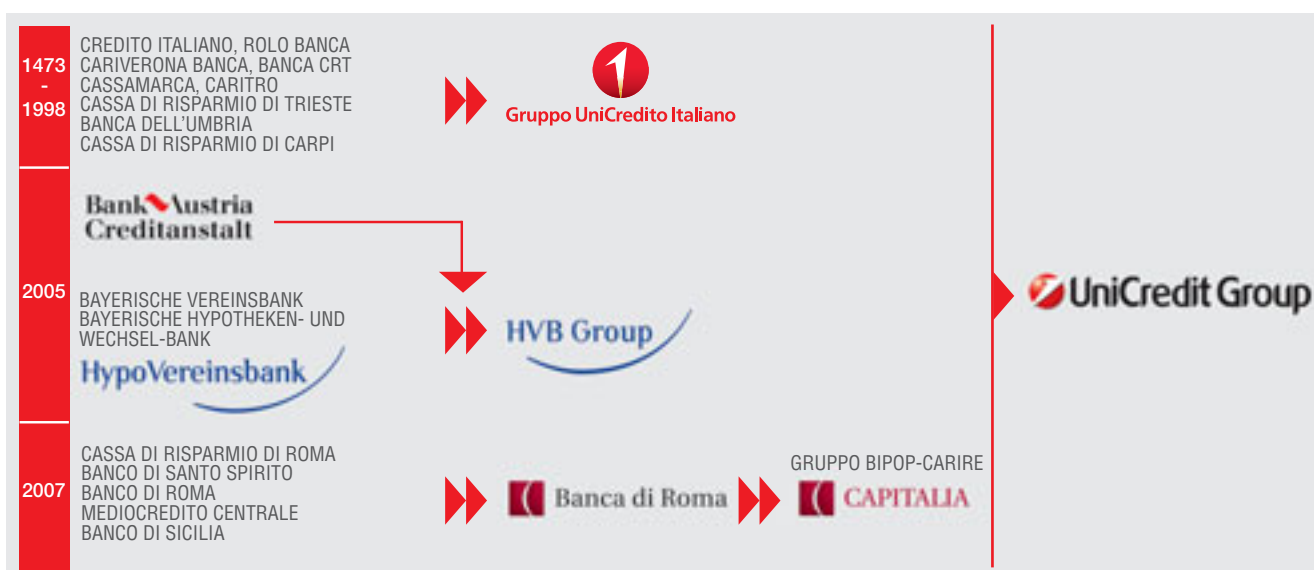 1473
-
1998
CREDITO ITALIANO, ROLO BANCA
CARIVERONA BANCA, BANCA CRT
CASSAMARCA, CARITRO
CASSA DI RISPARMIO DI TRIESTE
BANCA DELL'UMBRIA
CASSA DI RISPARMIO DI CARPI
1
Gruppo UniCredito Italiano
2005
Bank Austria
Creditanstalt
BAYERISCHE VEREINSBANK
BAYERISCHE HYPOTHEKEN- UND
WECHSEL-BANK
HypoVereinsbank
HVB Group
2007
CASSA DI RISPARMIO DI ROMA
BANCO DI SANTO SPIRITO
BANCO DI ROMA
MEDIOCREDITO CENTRALE
BANCO DI SICILIA
Banca di Roma
GRUPPO BIPOP-CARIRE
CAPITALIA
UniCredit Group